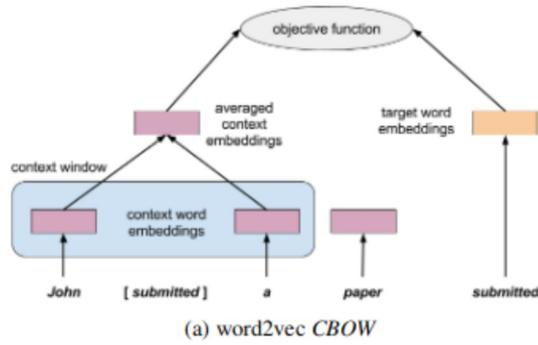 objective function
averaged
context
embeddings
target word
embeddings
context window
context word
embeddings
John [ submitted ] a paper submitted
(a) word2vec CBOW